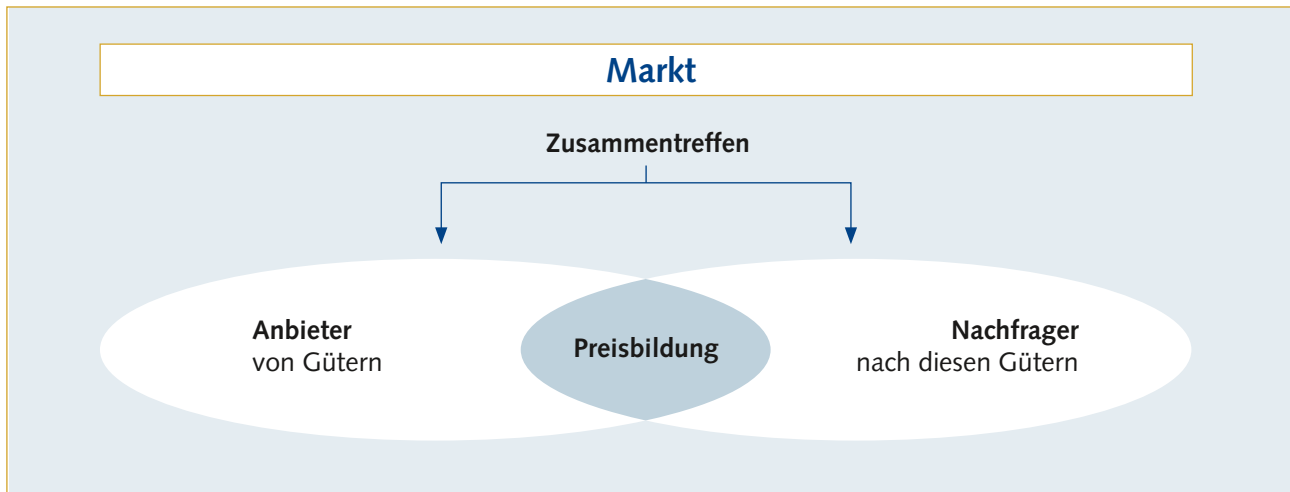 Markt
Zusammentreffen
Anbieter
von Gütern
Preisbildung
Nachfrager
nach diesen Gütern